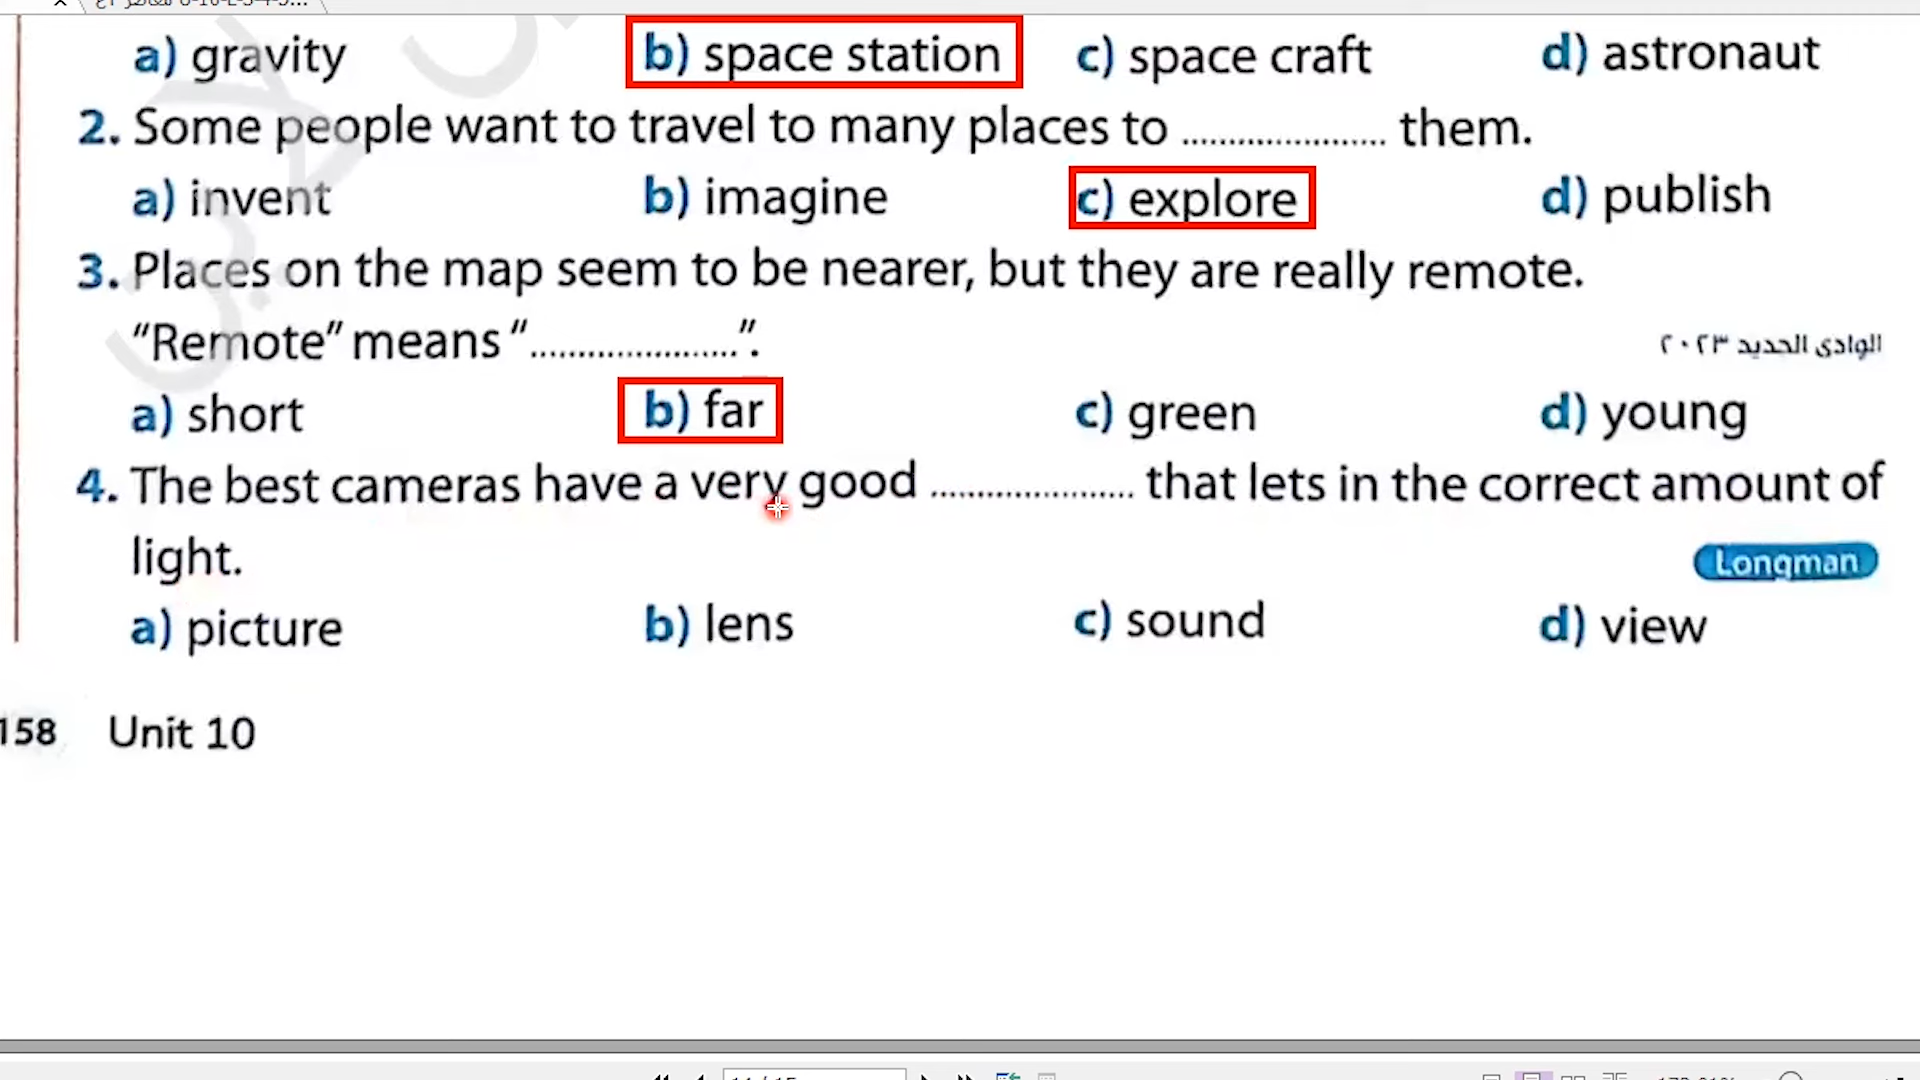 a) gravity b) space station c) space craft d) astronaut
2. Some people want to travel to many places to ..................... them.
a) invent b) imagine c) explore d) publish
3. Places on the map seem to be nearer, but they are really remote.
"Remote" means ".....................".
الوادى الجديد ٢٠٢٣
a) short b) far c) green d) young
4. The best cameras have a very good ..................... that lets in the correct amount of
light.
Longman
a) picture b) lens c) sound d) view
158 Unit 10